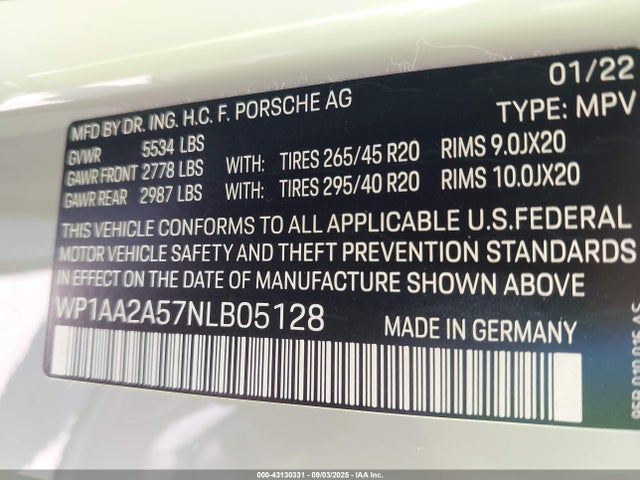 01/22
MFD BY DR. ING. H.C. F. PORSCHE AG TYPE: MPV
GVWR 5534 LBS
GAWR FRONT 2778 LBS WITH: TIRES 265/45 R20 RIMS 9.0JX20
GAWR REAR 2987 LBS WITH: TIRES 295/40 R20 RIMS 10.0JX20
THIS VEHICLE CONFORMS TO ALL APPLICABLE U.S.FEDERAL
MOTOR VEHICLE SAFETY AND THEFT PREVENTION STANDARDS
IN EFFECT ON THE DATE OF MANUFACTURE SHOWN ABOVE
WP1AA2A57NLB05128 MADE IN GERMANY
000-43130331 - 09/03/2025 - IAA Inc.